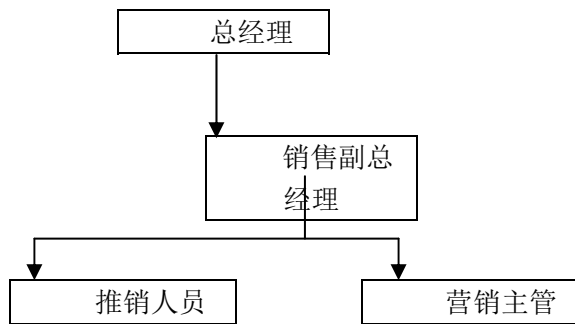 总经理
销售副总
经理
推销人员
营销主管